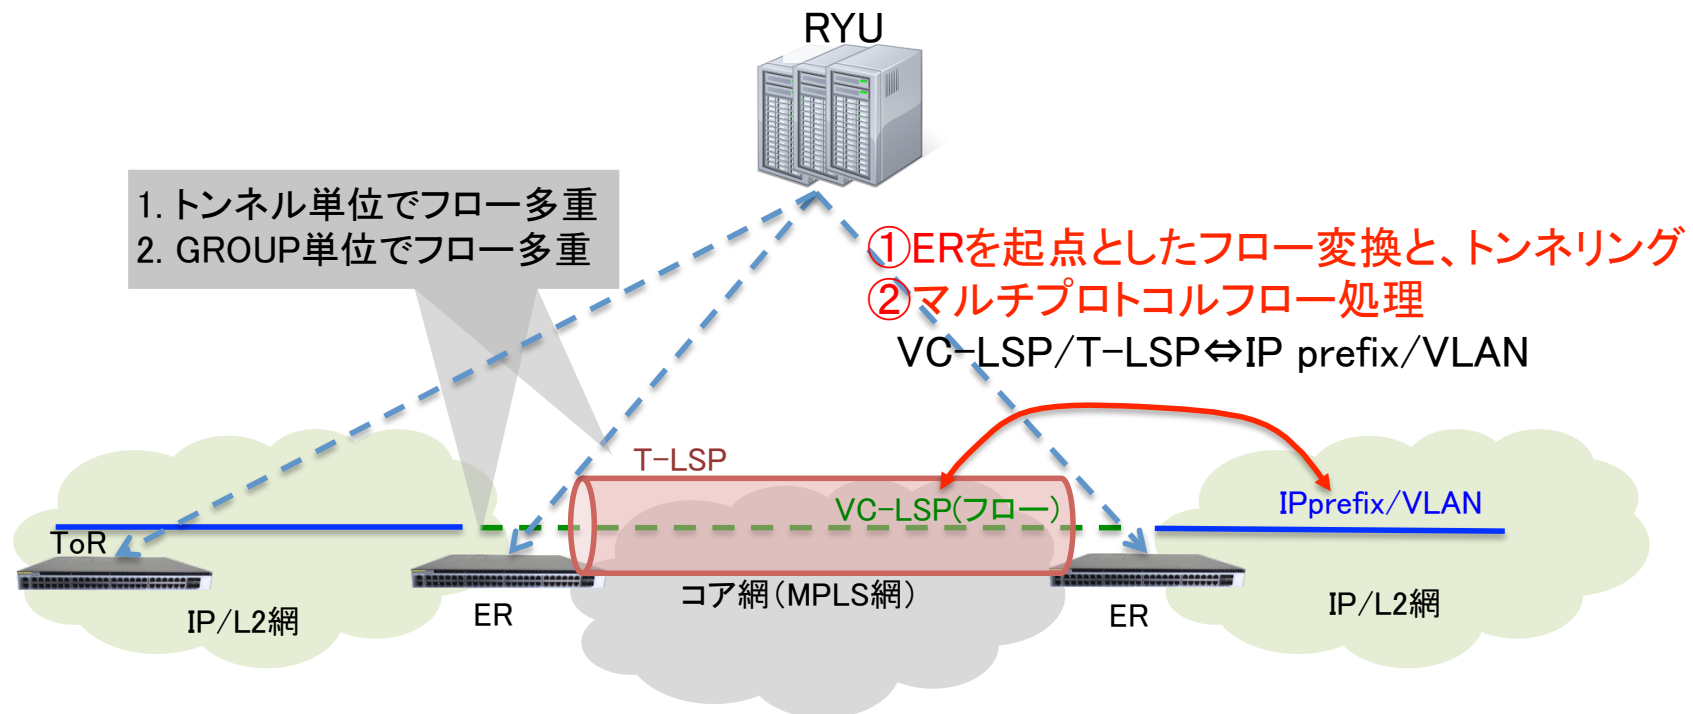 RYU
1. トンネル単位でフロー多重
2. GROUP単位でフロー多重
①ERを起点としたフロー変換と、トンネリング
②マルチプロトコルフロー処理
VC-LSP/T-LSP⇔IP prefix/VLAN
T-LSP
VC-LSP(フロー)
IPprefix/VLAN
ToR
コア網(MPLS網)
IP/L2網
ER
ER
IP/L2網